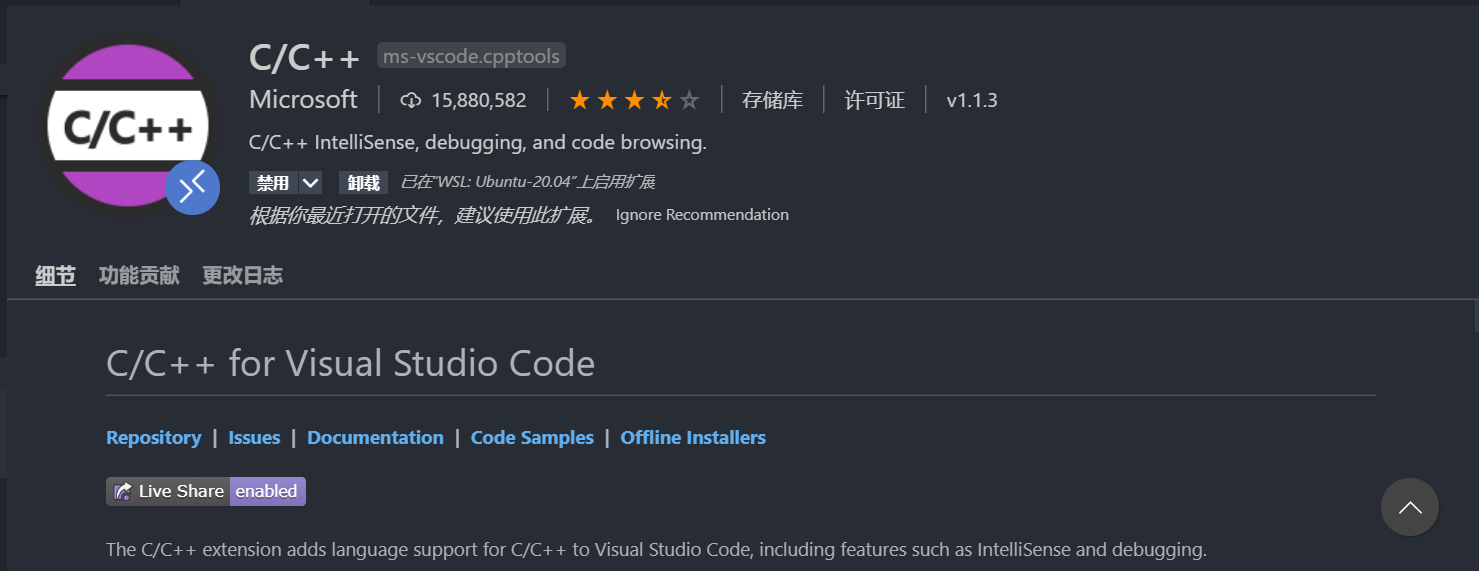 C/C++
C/C++ ms-vscode.cpptools
Microsoft 15,880,582 存储库 许可证 v1.1.3
C/C++ IntelliSense, debugging, and code browsing.
禁用 卸载 已在"WSL: Ubuntu-20.04"上启用扩展
根据你最近打开的文件，建议使用此扩展。 Ignore Recommendation
细节 功能贡献 更改日志
C/C++ for Visual Studio Code
Repository | Issues | Documentation | Code Samples | Offline Installers
Live Share enabled
The C/C++ extension adds language support for C/C++ to Visual Studio Code, including features such as IntelliSense and debugging.